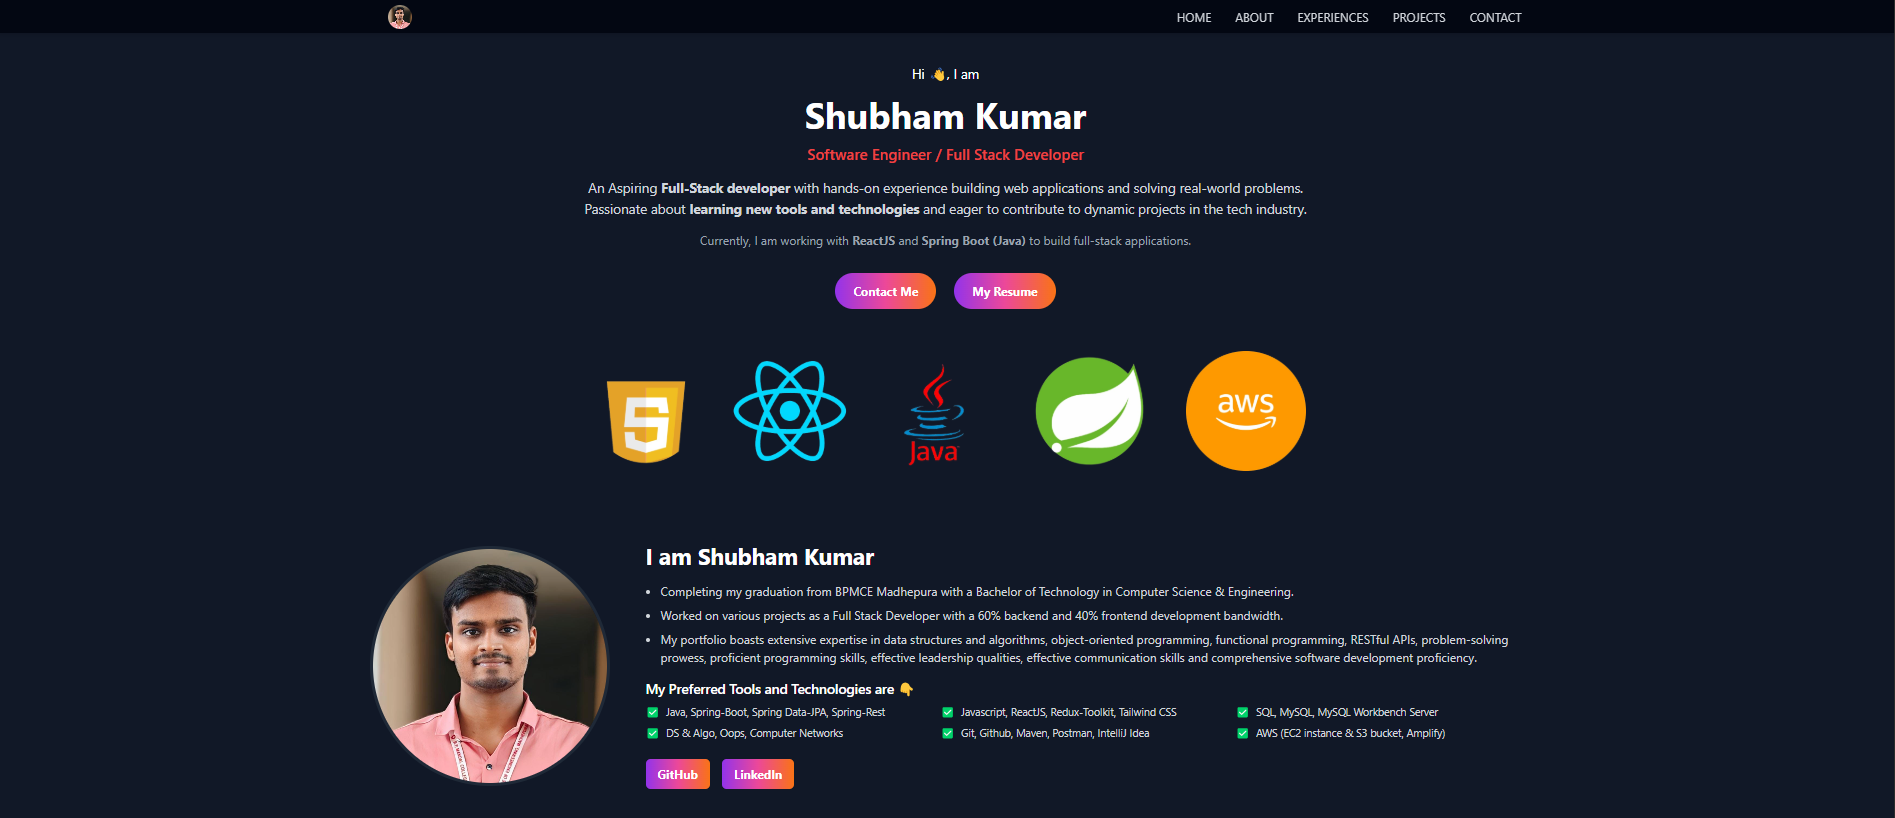 HOME ABOUT EXPERIENCES PROJECTS CONTACT
Hi 👋, I am
Shubham Kumar
Software Engineer / Full Stack Developer
An Aspiring Full-Stack developer with hands-on experience building web applications and solving real-world problems.
Passionate about learning new tools and technologies and eager to contribute to dynamic projects in the tech industry.
Currently, I am working with ReactJS and Spring Boot (Java) to build full-stack applications.
Contact Me My Resume
Java
aws
I am Shubham Kumar
• Completing my graduation from BPMCE Madhepura with a Bachelor of Technology in Computer Science & Engineering.
• Worked on various projects as a Full Stack Developer with a 60% backend and 40% frontend development bandwidth.
• My portfolio boasts extensive expertise in data structures and algorithms, object-oriented programming, functional programming, RESTful APIs, problem-solving
prowess, proficient programming skills, effective leadership qualities, effective communication skills and comprehensive software development proficiency.
My Preferred Tools and Technologies are 👇
✅ Java, Spring-Boot, Spring Data-JPA, Spring-Rest ✅ Javascript, ReactJS, Redux-Toolkit, Tailwind CSS ✅ SQL, MySQL, MySQL Workbench Server
✅ DS & Algo, Oops, Computer Networks ✅ Git, Github, Maven, Postman, IntelliJ Idea ✅ AWS (EC2 instance & S3 bucket, Amplify)
GitHub LinkedIn